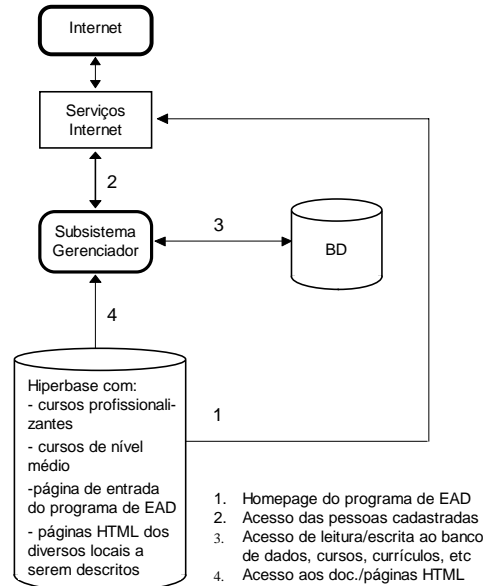 Internet
Serviços
Internet
2
Subsistema
Gerenciador
3
BD
4
Hiperbase com:
- cursos profissionali-
zantes
- cursos de nível
médio
-página de entrada
do programa de EAD
- páginas HTML dos
diversos locais a
serem descritos
1
1. Homepage do programa de EAD
2. Acesso das pessoas cadastradas
3. Acesso de leitura/escrita ao banco
de dados, cursos, currículos, etc
4. Acesso aos doc./páginas HTML